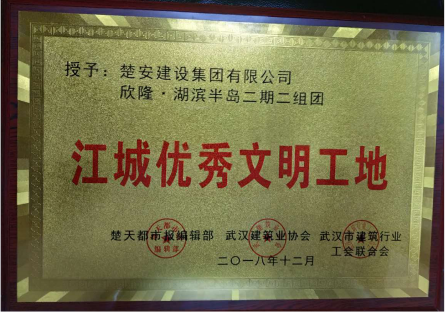 授予：楚安建设集团有限公司
欣隆·湖滨半岛二期二组团
江城优秀文明工地
楚天都市报编辑部 武汉建筑业协会 武汉市建筑行业
工会联合会
二〇一八年十二月